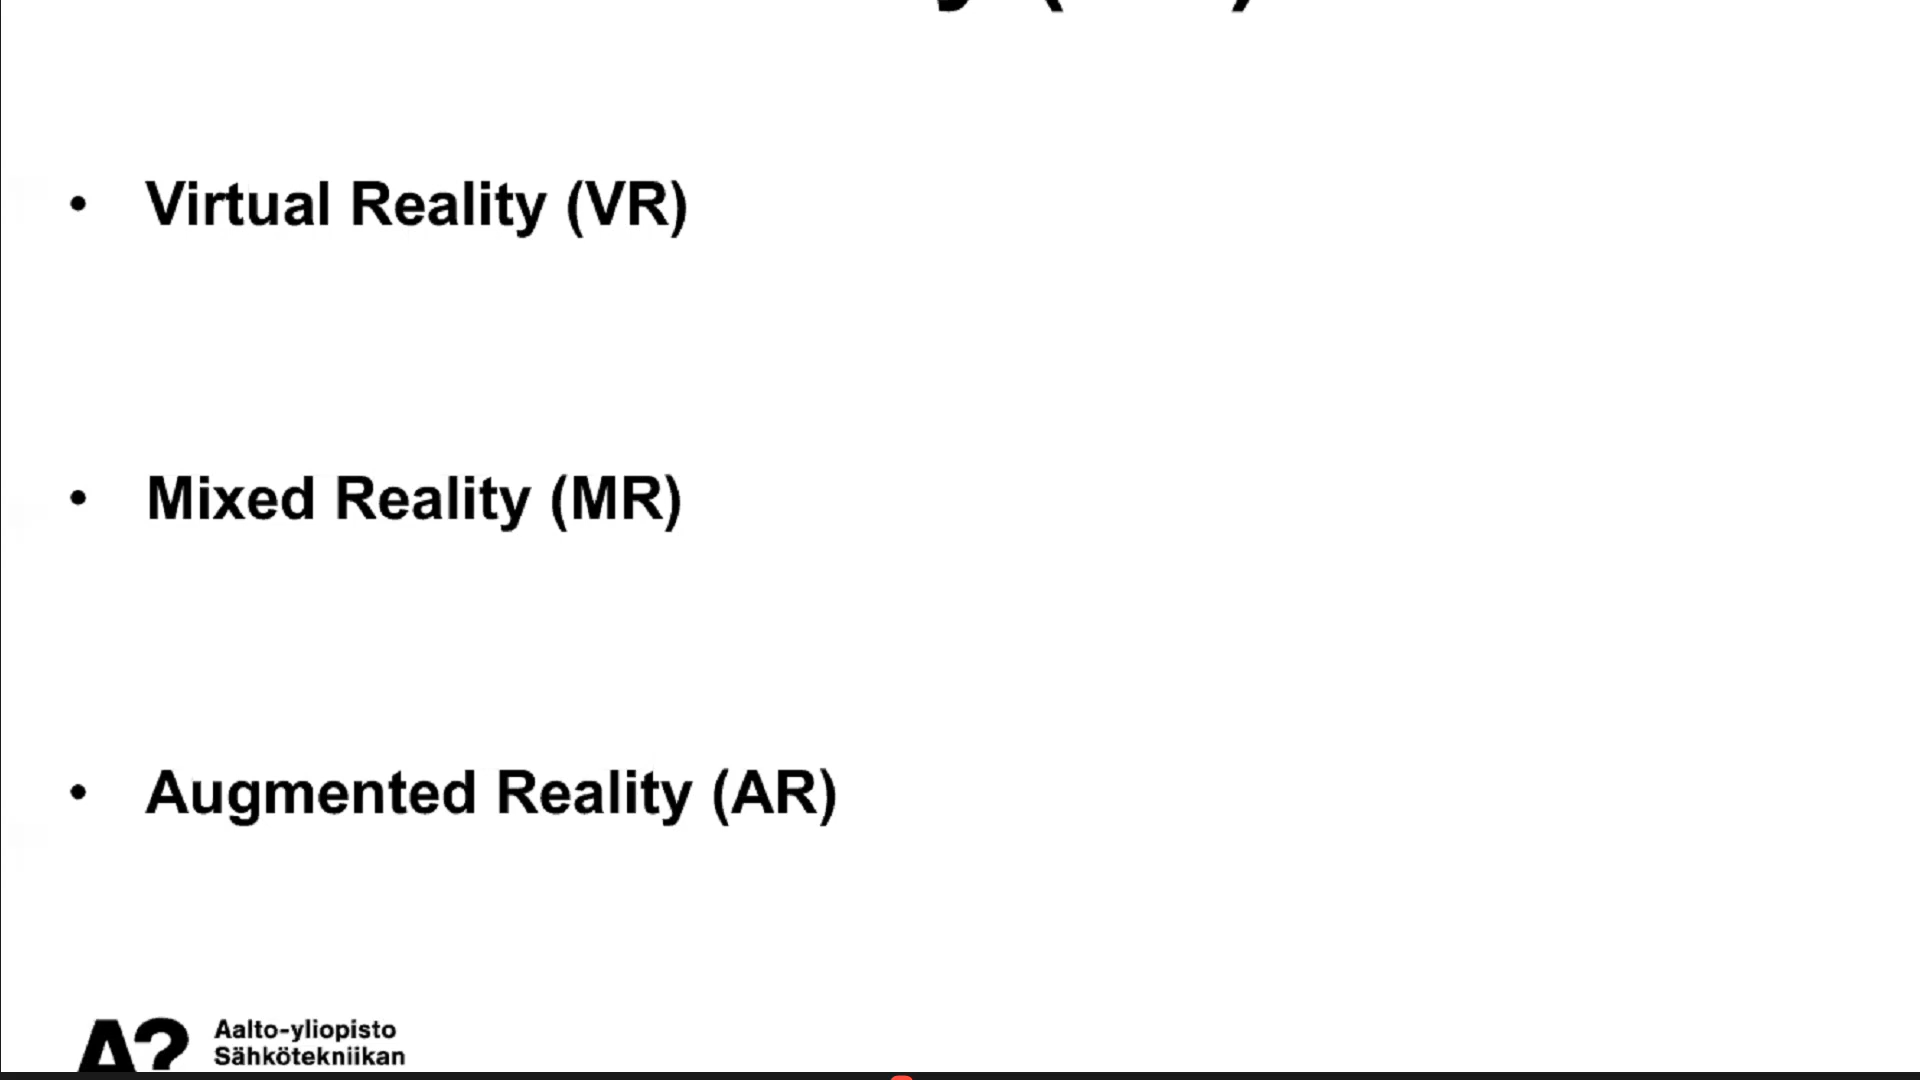 • Virtual Reality (VR)
• Mixed Reality (MR)
• Augmented Reality (AR)
A?
Aalto-yliopisto
Sähkötekniikan